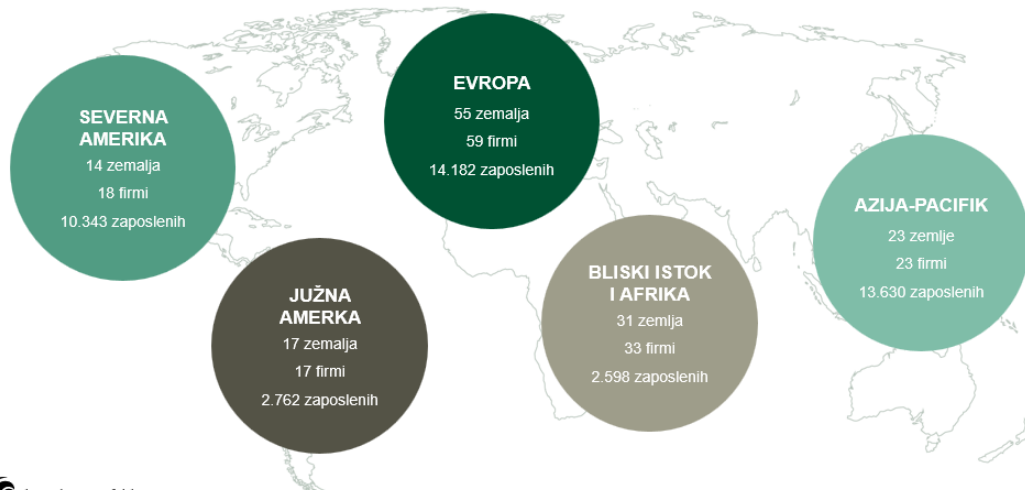 SEVERNA
AMERIKA
14 zemalja
18 firmi
10.343 zaposlenih
EVROPA
55 zemalja
59 firmi
14.182 zaposlenih
AZIJA-PACIFIK
23 zemlje
23 firmi
13.630 zaposlenih
JUŽNA
AMERKA
17 zemalja
17 firmi
2.762 zaposlenih
BLISKI ISTOK
I AFRIKA
31 zemlja
33 firmi
2.598 zaposlenih